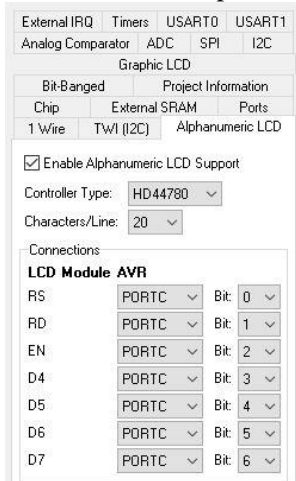 External IRQ Timers USART0 USART1
Analog Comparator ADC SPI I2C
Graphic LCD
Bit-Banged Project Information
Chip External SRAM Ports
1 Wire TWI (I2C) Alphanumeric LCD
Enable Alphanumeric LCD Support
Controller Type: HD44780
Characters/Line: 20
Connections
LCD Module AVR
RS PORTC Bit: 0
RD PORTC Bit: 1
EN PORTC Bit: 2
D4 PORTC Bit: 3
D5 PORTC Bit: 4
D6 PORTC Bit: 5
D7 PORTC Bit: 6